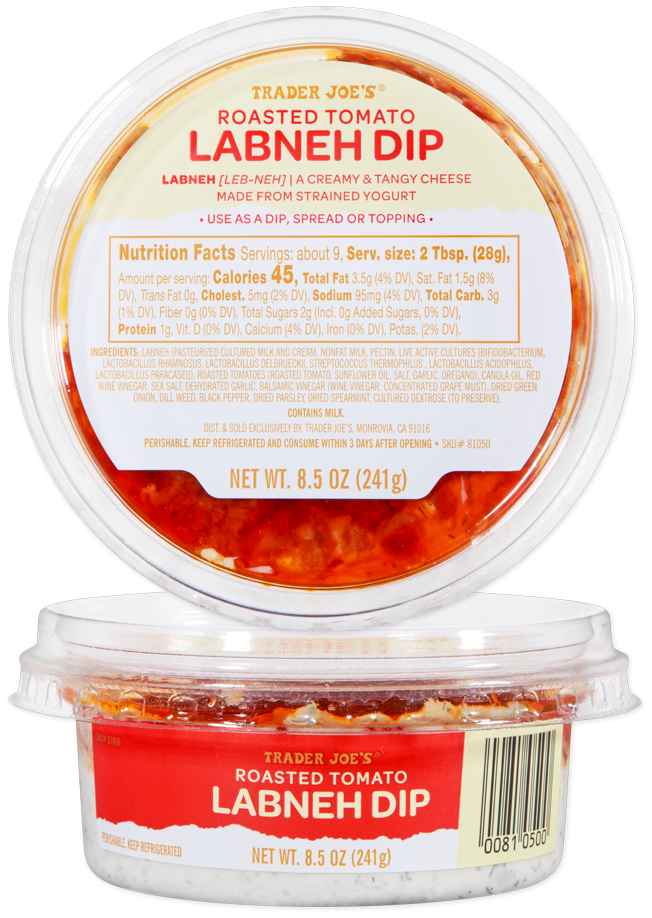 TRADER JOE'S®
ROASTED TOMATO
LABNEH DIP
LABNEH [LEB-NEH] | A CREAMY & TANGY CHEESE
MADE FROM STRAINED YOGURT
• USE AS A DIP, SPREAD OR TOPPING •
Nutrition Facts Servings: about 9, Serv. size: 2 Tbsp. (28g),
Amount per serving: Calories 45, Total Fat 3.5g (4% DV), Sat. Fat 1.5g (8%
DV), Trans Fat 0g, Cholest. 5mg (2% DV), Sodium 95mg (4% DV), Total Carb. 3g
(1% DV), Fiber 0g (0% DV), Total Sugars 2g (Incl. 0g Added Sugars, 0% DV),
Protein 1g, Vit. D (0% DV), Calcium (4% DV), Iron (0% DV), Potas. (2% DV).
INGREDIENTS: LABNEH (PASTEURIZED CULTURED MILK AND CREAM, NONFAT MILK, PECTIN, LIVE ACTIVE CULTURES [BIFIDOBACTERIUM,
LACTOBACILLUS RHAMNOSUS, LACTOBACILLUS DELBRUECKII, STREPTOCOCCUS THERMOPHILUS , LACTOBACILLUS ACIDOPHILUS,
LACTOBACILLUS PARACASEI]), ROASTED TOMATOES (ROASTED TOMATO, SUNFLOWER OIL, SALT, GARLIC, OREGANO), CANOLA OIL, RED
WINE VINEGAR, SEA SALT, DEHYDRATED GARLIC, BALSAMIC VINEGAR (WINE VINEGAR, CONCENTRATED GRAPE MUST), DRIED GREEN
ONION, DILL WEED, BLACK PEPPER, DRIED PARSLEY, DRIED SPEARMINT, CULTURED DEXTROSE (TO PRESERVE).
CONTAINS MILK.
DIST. & SOLD EXCLUSIVELY BY: TRADER JOE'S, MONROVIA, CA 91016
PERISHABLE, KEEP REFRIGERATED AND CONSUME WITHIN 3 DAYS AFTER OPENING • SKU# 81050
NET WT. 8.5 OZ (241g)
TRADER JOE'S®
ROASTED TOMATO
LABNEH DIP
PERISHABLE, KEEP REFRIGERATED
NET WT. 8.5 OZ (241g)
0081 0500